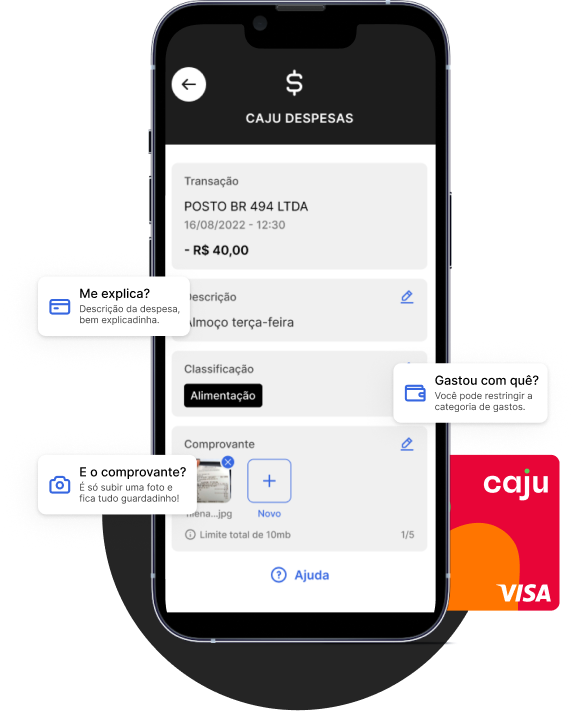 CAJU DESPESAS
Transação
POSTO BR 494 LTDA
16/08/2022 - 12:30
- R$ 40,00
Me explica?
Descrição da despesa,
bem explicadinha.
Descrição
Almoço terça-feira
Classificação
Alimentação
Gastou com quê?
Você pode restringir a
categoria de gastos.
Comprovante
E o comprovante?
É só subir uma foto e
fica tudo guardadinho!
Novo
Limite total de 10mb
1/5
Ajuda
caju
VISA